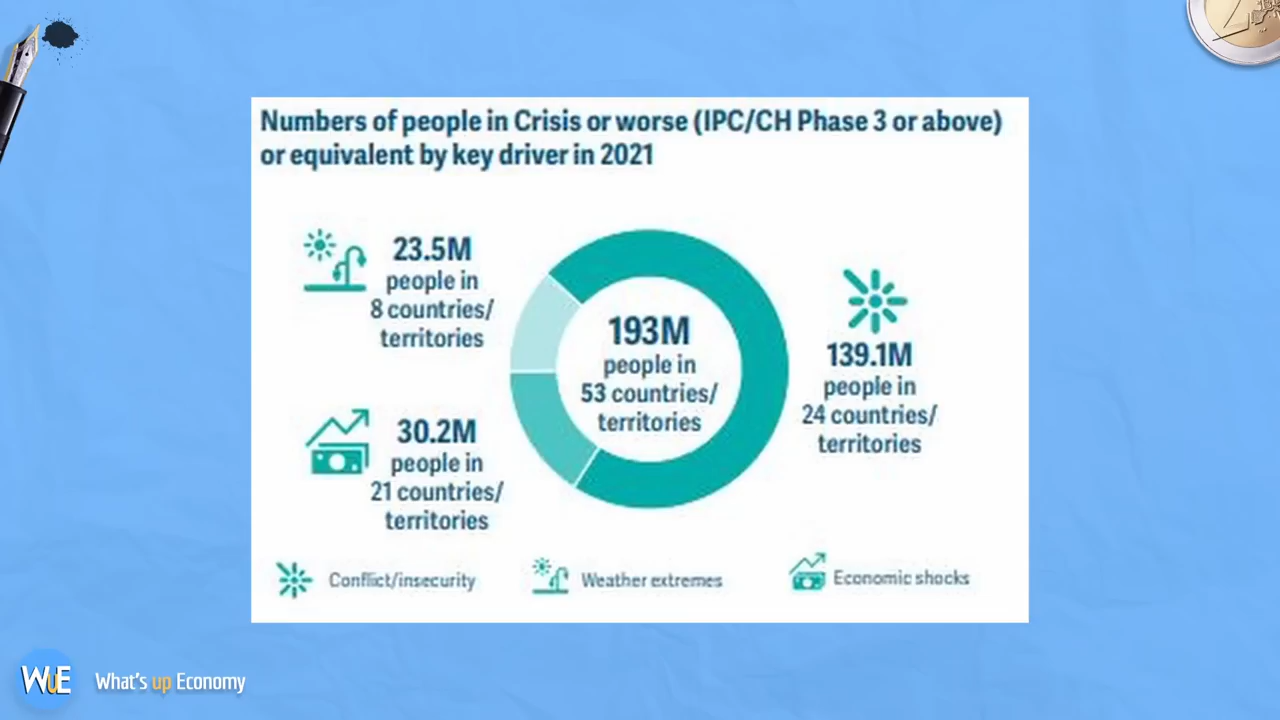 Numbers of people in Crisis or worse (IPC/CH Phase 3 or above)
or equivalent by key driver in 2021
23.5M
people in
8 countries/
territories
193M
people in
53 countries/
territories
139.1M
people in
24 countries/
territories
30.2M
people in
21 countries/
territories
Conflict/insecurity
Weather extremes
Economic shocks
WuE
What's up Economy